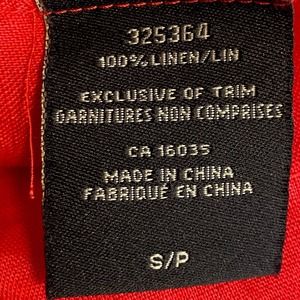 325364
100% LINEN/LIN
EXCLUSIVE OF TRIM
GARNITURES NON COMPRISES
CA 16035
MADE IN CHINA
FABRIQUÉ EN CHINA
S/P